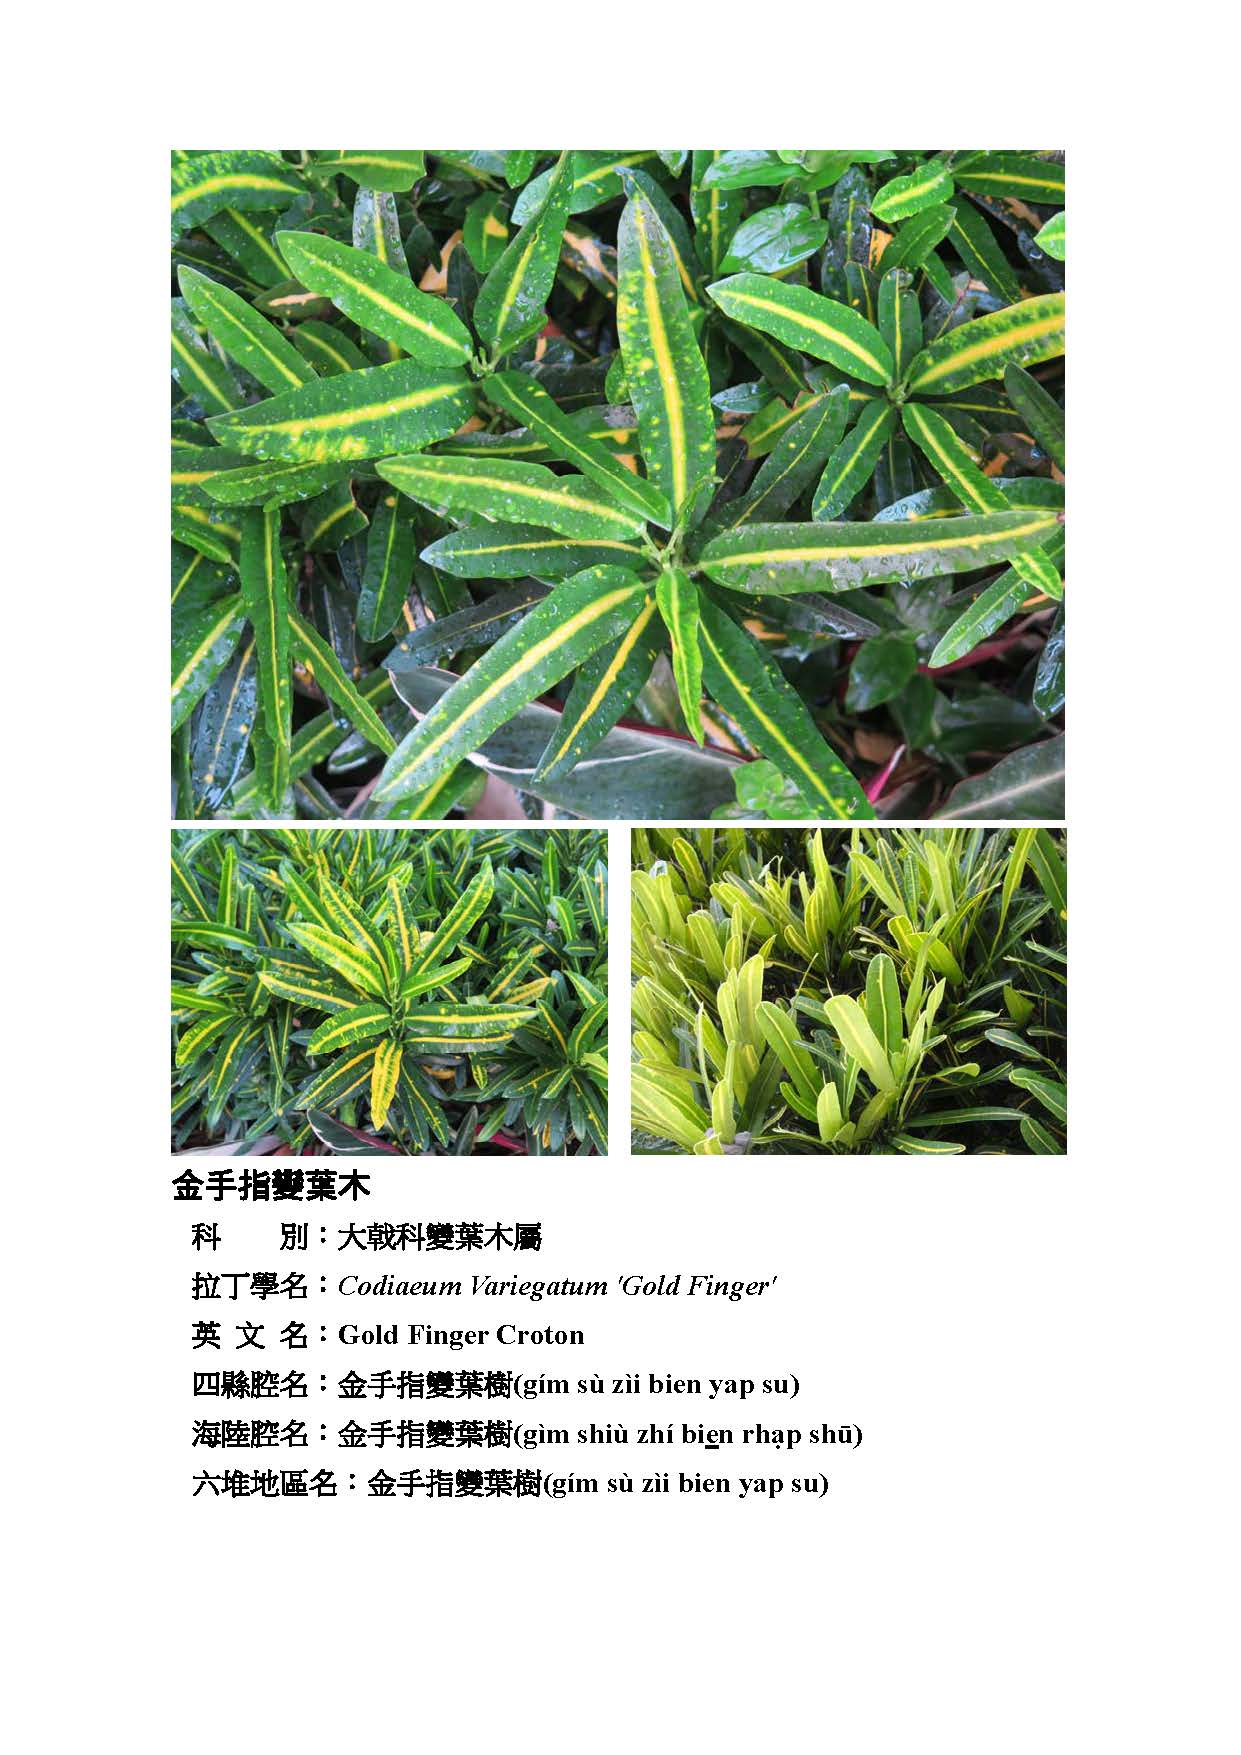 金手指變葉木
科　　別：大戟科變葉木屬
拉丁學名：Codiaeum Variegatum 'Gold Finger'
英 文 名：Gold Finger Croton
四縣腔名：金手指變葉樹(gím sù zìi bien yap su)
海陸腔名：金手指變葉樹(gìm shiù zhí bie̲n rhạp shū)
六堆地區名：金手指變葉樹(gím sù zìi bien yap su)